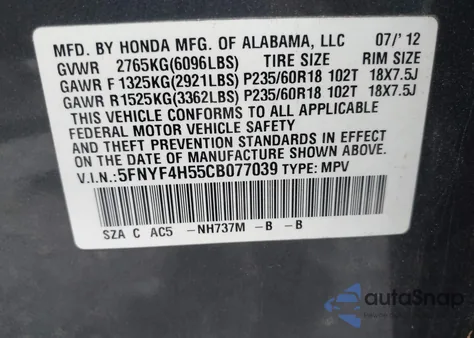 MFD. BY HONDA MFG. OF ALABAMA, LLC 07/'12
GVWR 2765KG(6096LBS) TIRE SIZE RIM SIZE
GAWR F 1325KG(2921LBS) P235/60R18 102T 18X7.5J
GAWR R 1525KG(3362LBS) P235/60R18 102T 18X7.5J
THIS VEHICLE CONFORMS TO ALL APPLICABLE
FEDERAL MOTOR VEHICLE SAFETY
AND THEFT PREVENTION STANDARDS IN EFFECT
ON THE DATE OF MANUFACTURE SHOWN ABOVE.
V.I.N.:5FNYF4H55CB077039 TYPE: MPV
SZA C AC5 -NH737M -B -B
autoSnap